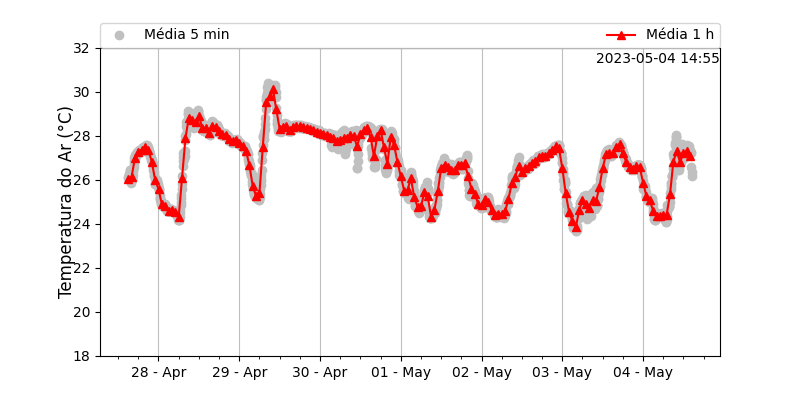 Média 5 min
Média 1 h
2023-05-04 14:55
Temperatura do Ar (°C)
32
30
28
26
24
22
20
18
28 - Apr
29 - Apr
30 - Apr
01 - May
02 - May
03 - May
04 - May